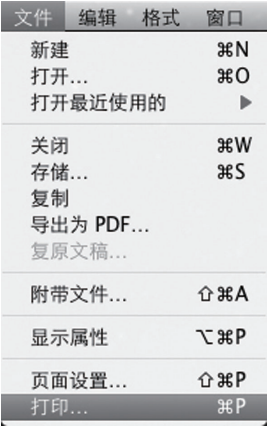 文件 编辑 格式 窗口
新建 ⌘N
打开… ⌘O
打开最近使用的 ▶
关闭 ⌘W
存储… ⌘S
复制
导出为 PDF…
复原文稿…
附带文件… ⇧⌘A
显示属性 ⌥⌘P
页面设置… ⇧⌘P
打印… ⌘P